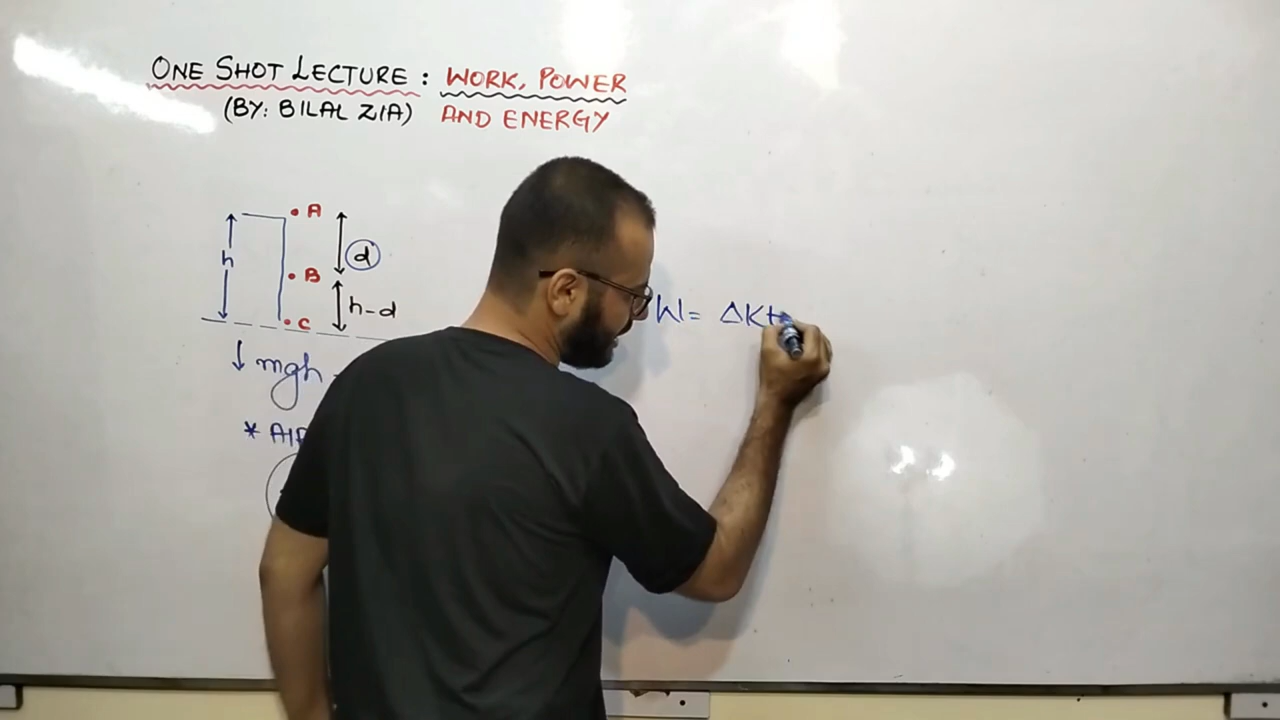 ONE SHOT LECTURE: WORK, POWER
(BY: BILAL ZIA) AND ENERGY
A
d
h
B
h-d
C
W = ΔK
↓ mgh
*